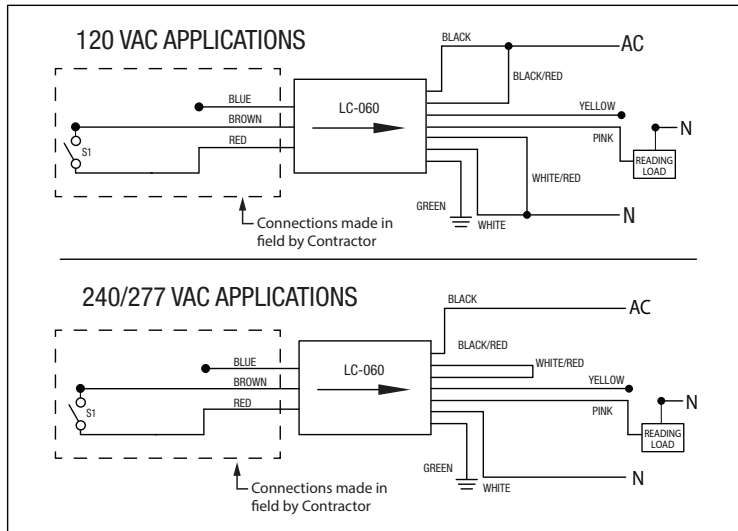 120 VAC APPLICATIONS
BLACK
AC
BLACK/RED
BLUE
LC-060
YELLOW
BROWN
PINK
N
S1
RED
READING
LOAD
WHITE/RED
GREEN
WHITE
N
Connections made in
field by Contractor
240/277 VAC APPLICATIONS
BLACK
AC
BLACK/RED
BLUE
LC-060
WHITE/RED
BROWN
YELLOW
S1
RED
PINK
N
READING
LOAD
GREEN
WHITE
N
Connections made in
field by Contractor